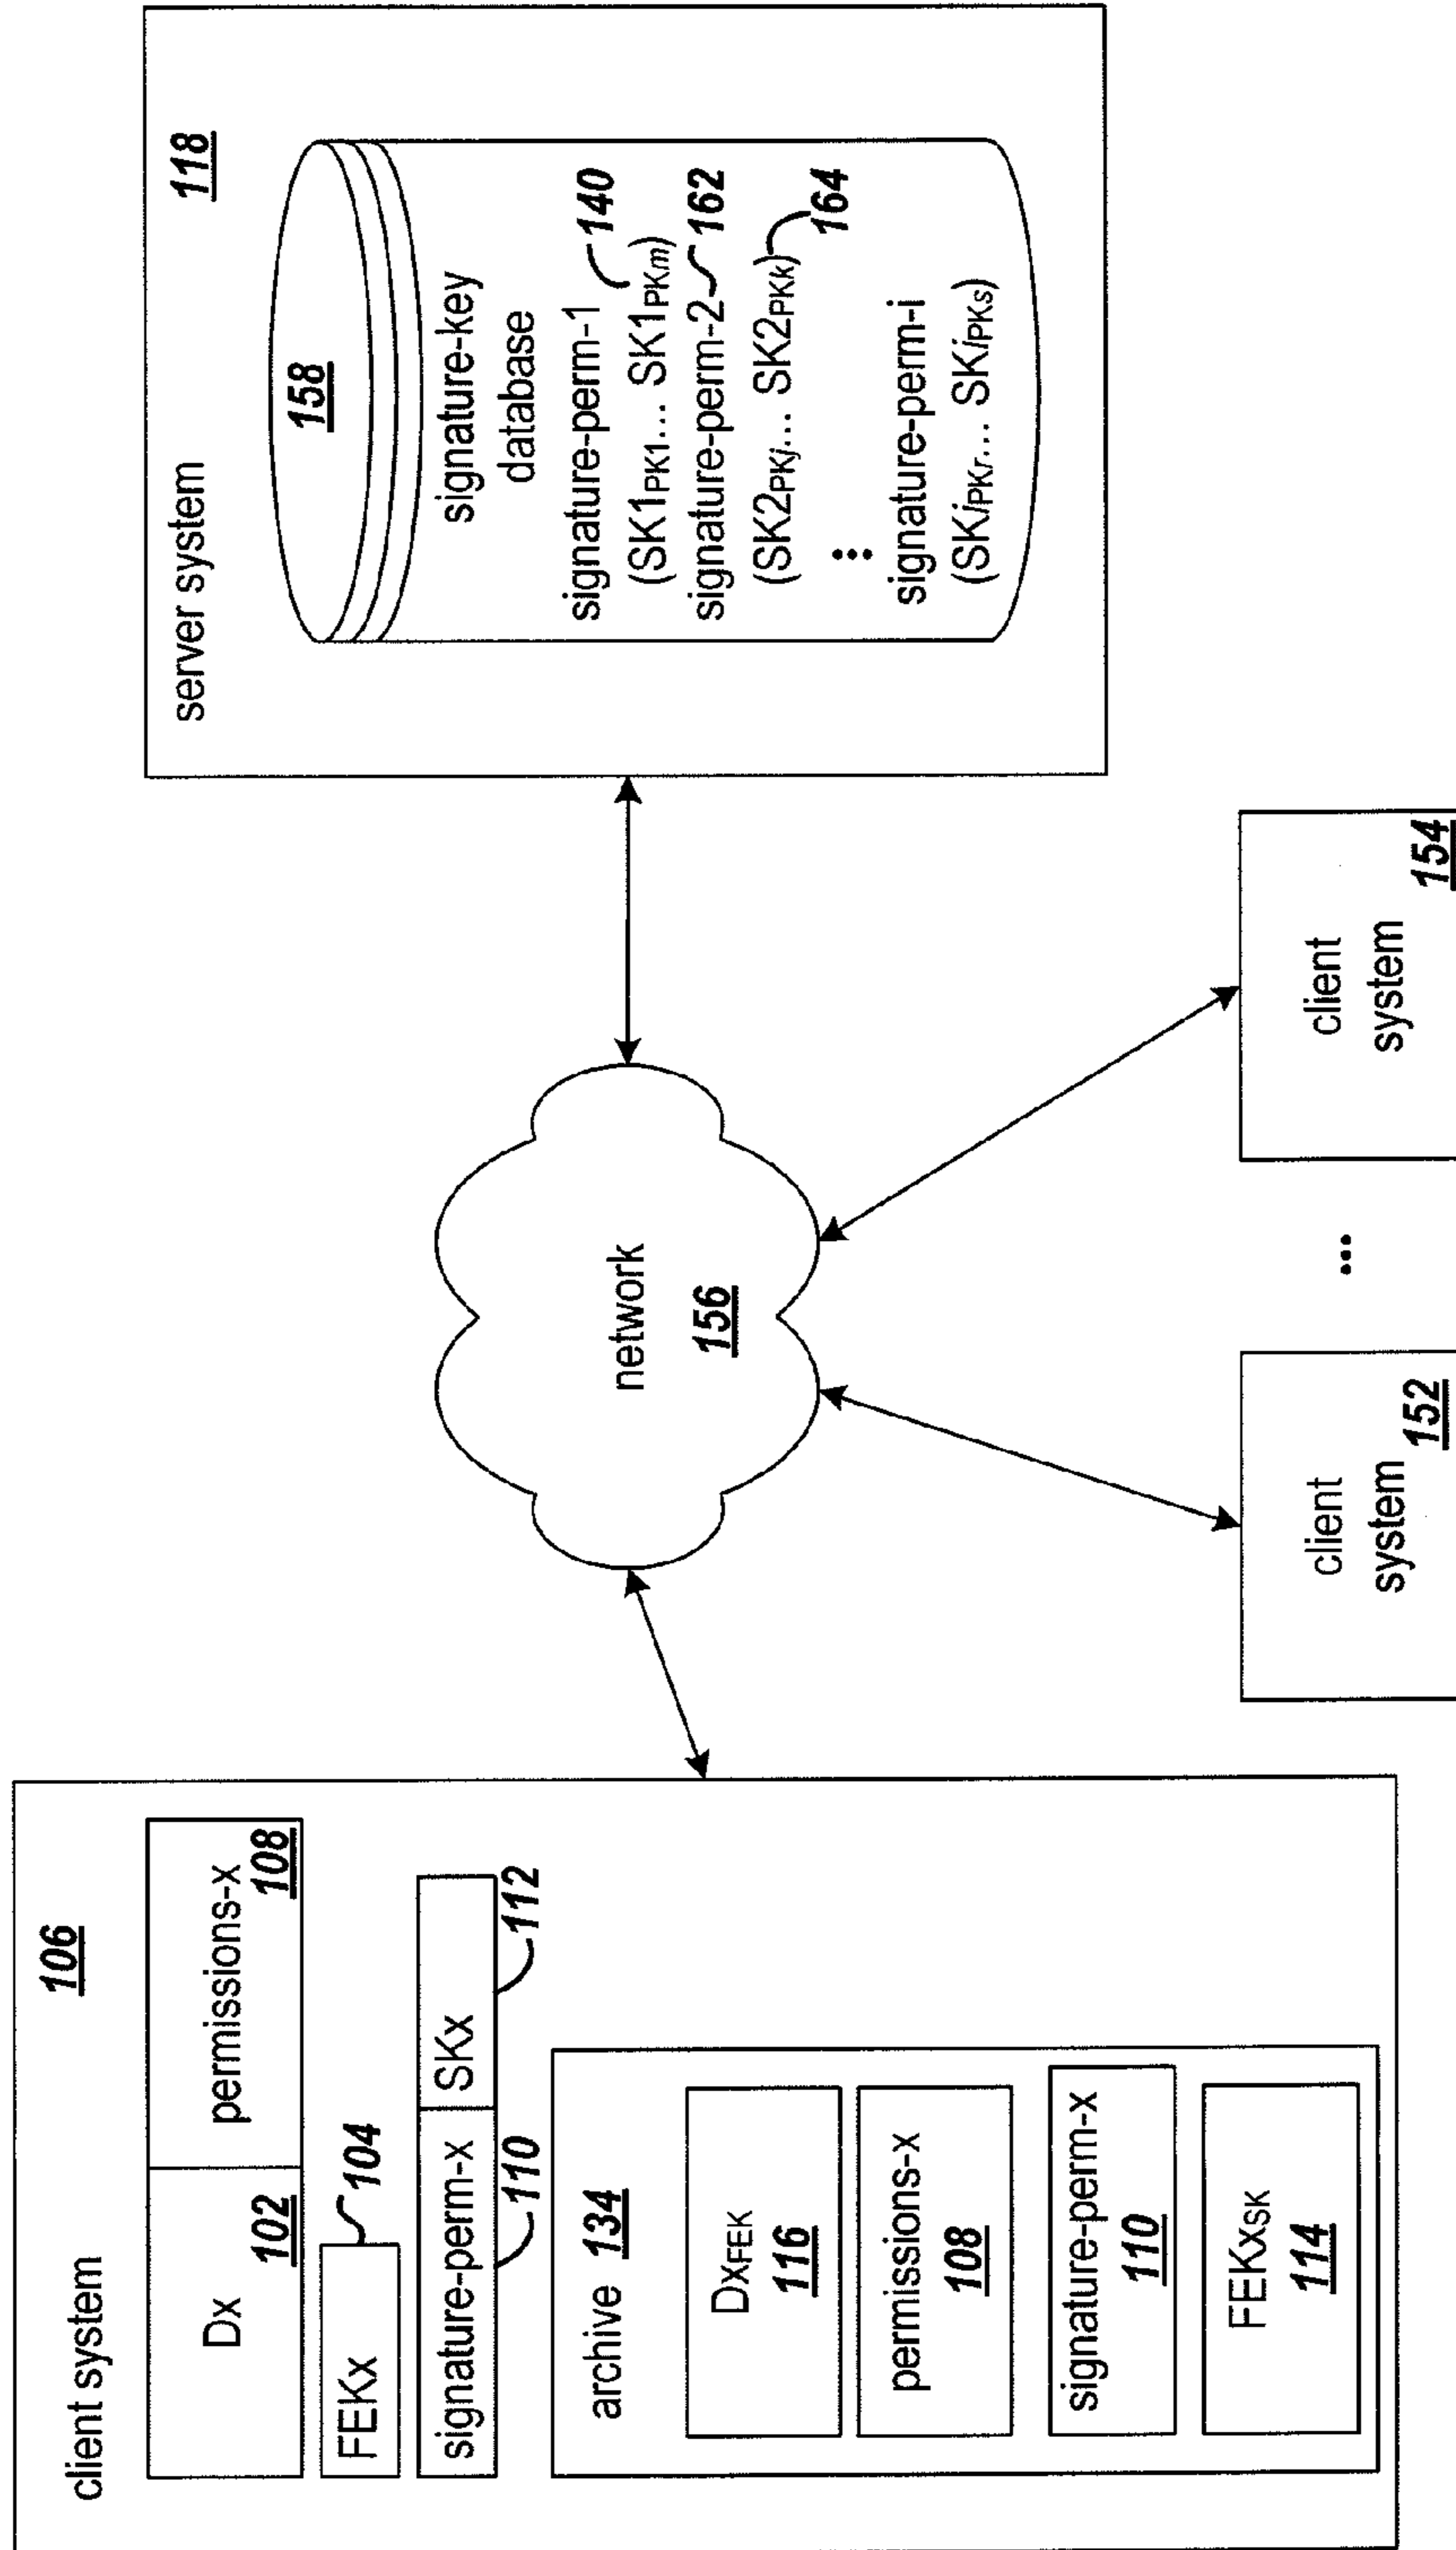 client system
106
Dx
102
permissions-x
108
FEKx
104
signature-perm-x
SKx
110
112
archive 134
DxFEK
116
permissions-x
108
signature-perm-x
110
FEKxSK
114
network
156
client
system
152
...
client
system
154
server system
118
158
signature-key
database
signature-perm-1
140
(SK1PK1... SK1PKm)
signature-perm-2
162
(SK2PKj... SK2PKk)
164
signature-perm-i
(SKiPKr... SKiPKs)